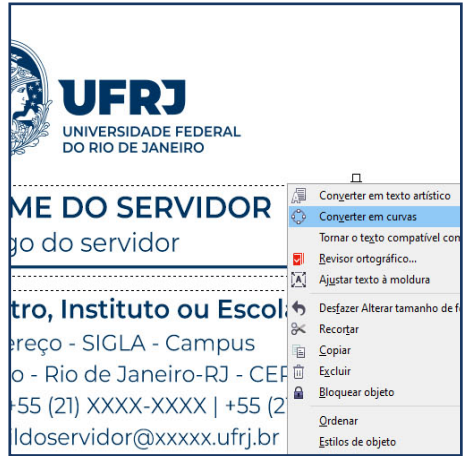 UFRJ
UNIVERSIDADE FEDERAL
DO RIO DE JANEIRO
ME DO SERVIDOR
go do servidor
tro, Instituto ou Escol
ereço - SIGLA - Campus
o - Rio de Janeiro-RJ - CEP
+55 (21) XXXX-XXXX | +55 (2
ildoservidor@xxxxx.ufrj.br
Converter em texto artístico
Converter em curvas
Tornar o texto compatível com
Revisor ortográfico...
Ajustar texto à moldura
Desfazer Alterar tamanho de f
Recortar
Copiar
Excluir
Bloquear objeto
Ordenar
Estilos de objeto